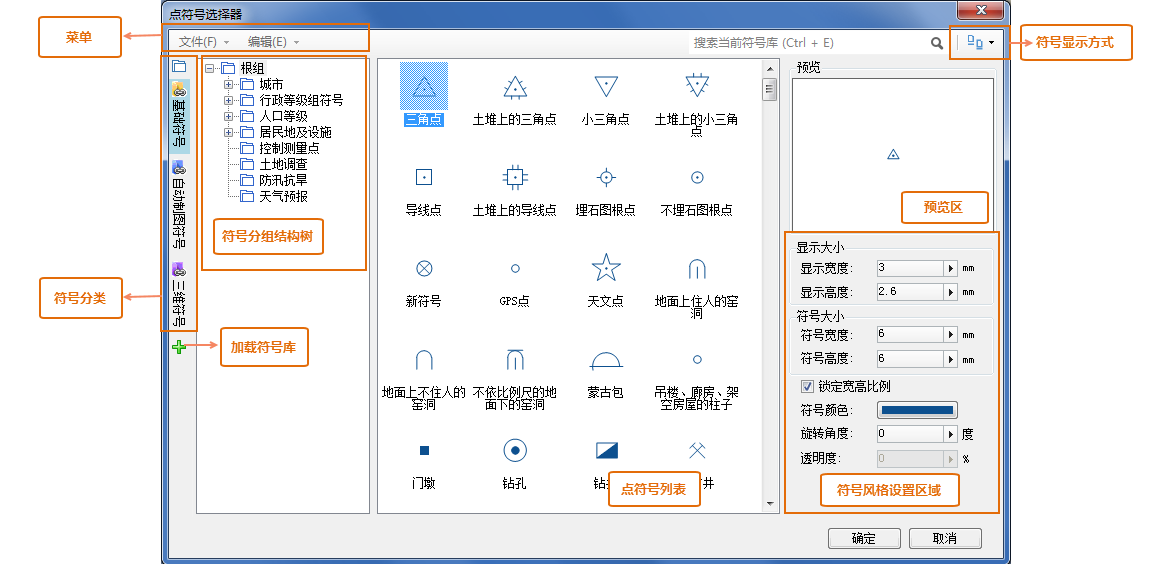 点符号选择器
菜单
文件(F)
编辑(E)
搜索当前符号库 (Ctrl + E)
符号显示方式
基础符号
自动制图符号
三维符号
符号分类
加载符号库
根组
城市
行政等级组符号
人口等级
居民地及设施
控制测量点
土地调查
防汛抗旱
天气预报
符号分组结构树
三角点
土堆上的三角点
小三角点
土堆上的小三角
点
导线点
土堆上的导线点
埋石图根点
不埋石图根点
新符号
GPS点
天文点
地面上住人的窑
洞
地面上不住人的
窑洞
不依比例尺的地
面下的窑洞
蒙古包
吊楼、廊房、架
空房屋的柱子
门墩
钻孔
钻
井
点符号列表
预览
预览区
显示大小
显示宽度:
3
mm
显示高度:
2.6
mm
符号大小
符号宽度:
6
mm
符号高度:
6
mm
锁定宽高比例
符号颜色:
旋转角度:
0
度
透明度:
0
%
符号风格设置区域
确定
取消